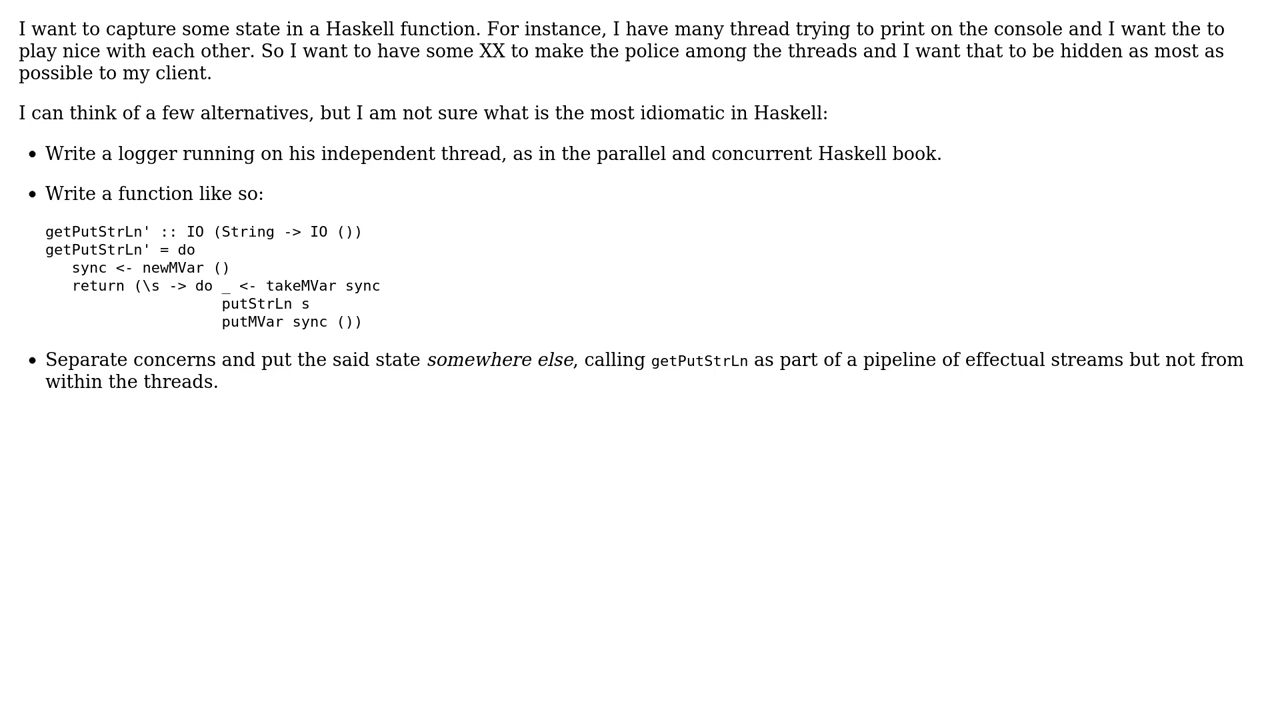 I want to capture some state in a Haskell function. For instance, I have many thread trying to print on the console and I want the to
play nice with each other. So I want to have some XX to make the police among the threads and I want that to be hidden as most as
possible to my client.
I can think of a few alternatives, but I am not sure what is the most idiomatic in Haskell:
• Write a logger running on his independent thread, as in the parallel and concurrent Haskell book.
• Write a function like so:
getPutStrLn' :: IO (String -> IO ())
getPutStrLn' = do
   sync <- newMVar ()
   return (\s -> do _ <- takeMVar sync
                    putStrLn s
                    putMVar sync ())
• Separate concerns and put the said state somewhere else, calling getPutStrLn as part of a pipeline of effectual streams but not from
within the threads.